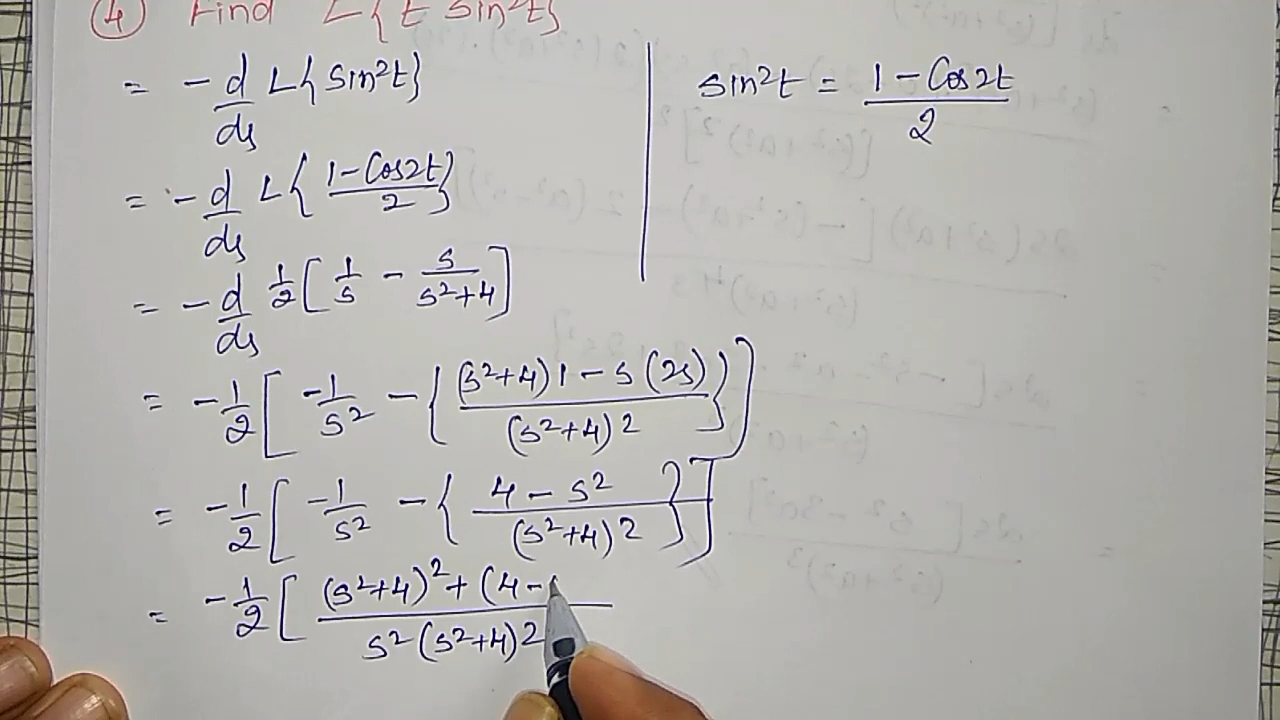 ④ Find L{t sin²t}
= -d/ds L{sin²t}
sin²t = (1 - Cos2t)/2
= -d/ds L{(1 - Cos2t)/2}
= -d/ds 1/2 [1/s - s/(s²+4)]
= -1/2 [-1/s² - {((s²+4)1 - s(2s))/(s²+4)²}]
= -1/2 [-1/s² - {(4 - s²)/(s²+4)²}]
= -1/2 [ ((s²+4)² + (4 -)/(s²(s²+4)²)